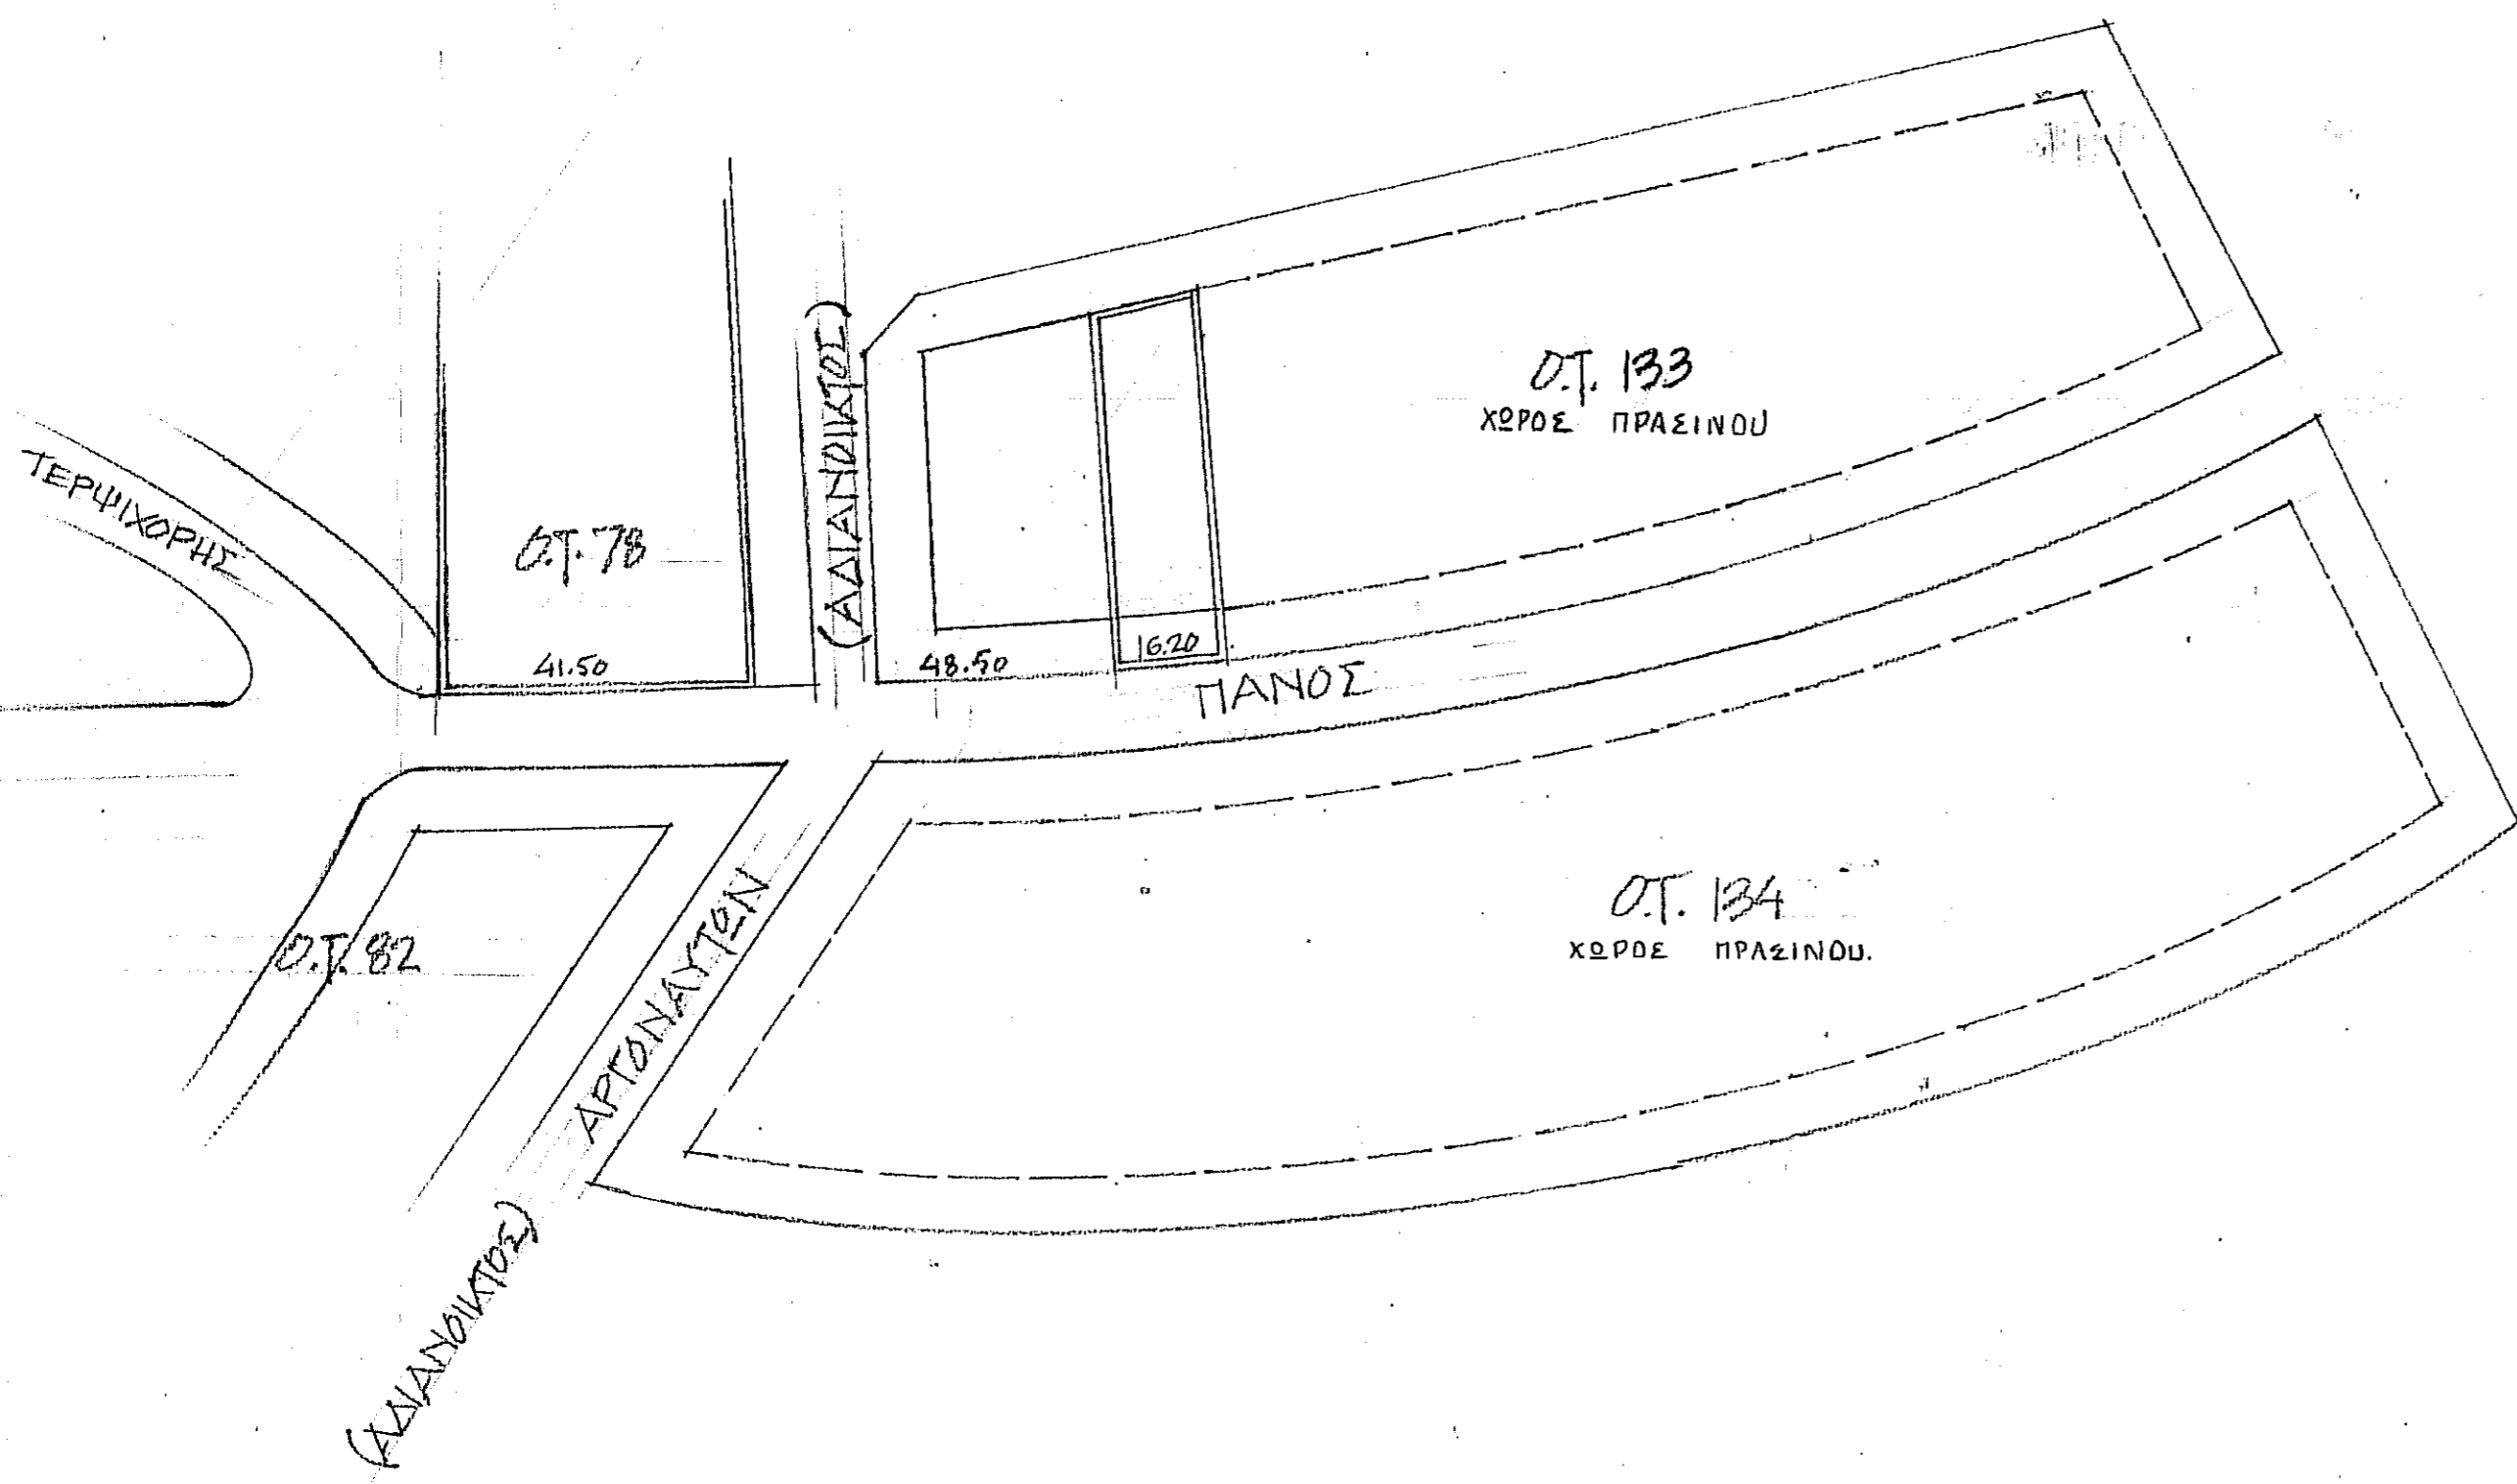 Ο.Τ. 133
ΧΩΡΟΣ ΠΡΑΣΙΝΟΥ
(ΑΔΙΑΝΟΙΚΤΟΣ)
ΤΕΡΨΙΧΟΡΗΣ
Ο.Τ. 78
41.50
48.50
16.20
ΠΑΝΟΣ
Ο.Τ. 134
ΧΩΡΟΣ ΠΡΑΣΙΝΟΥ.
Ο.Τ. 82
ΑΡΓΟΝΑΥΤΩΝ
(ΑΔΙΑΝΟΙΚΤΟΣ)